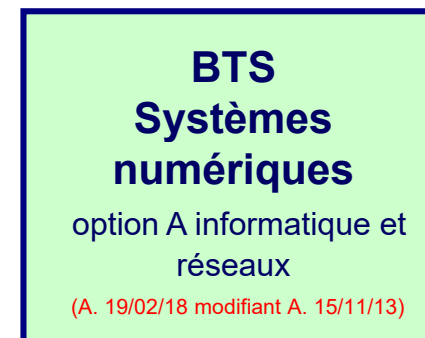 BTS
Systèmes
numériques
option A informatique et
réseaux
(A. 19/02/18 modifiant A. 15/11/13)